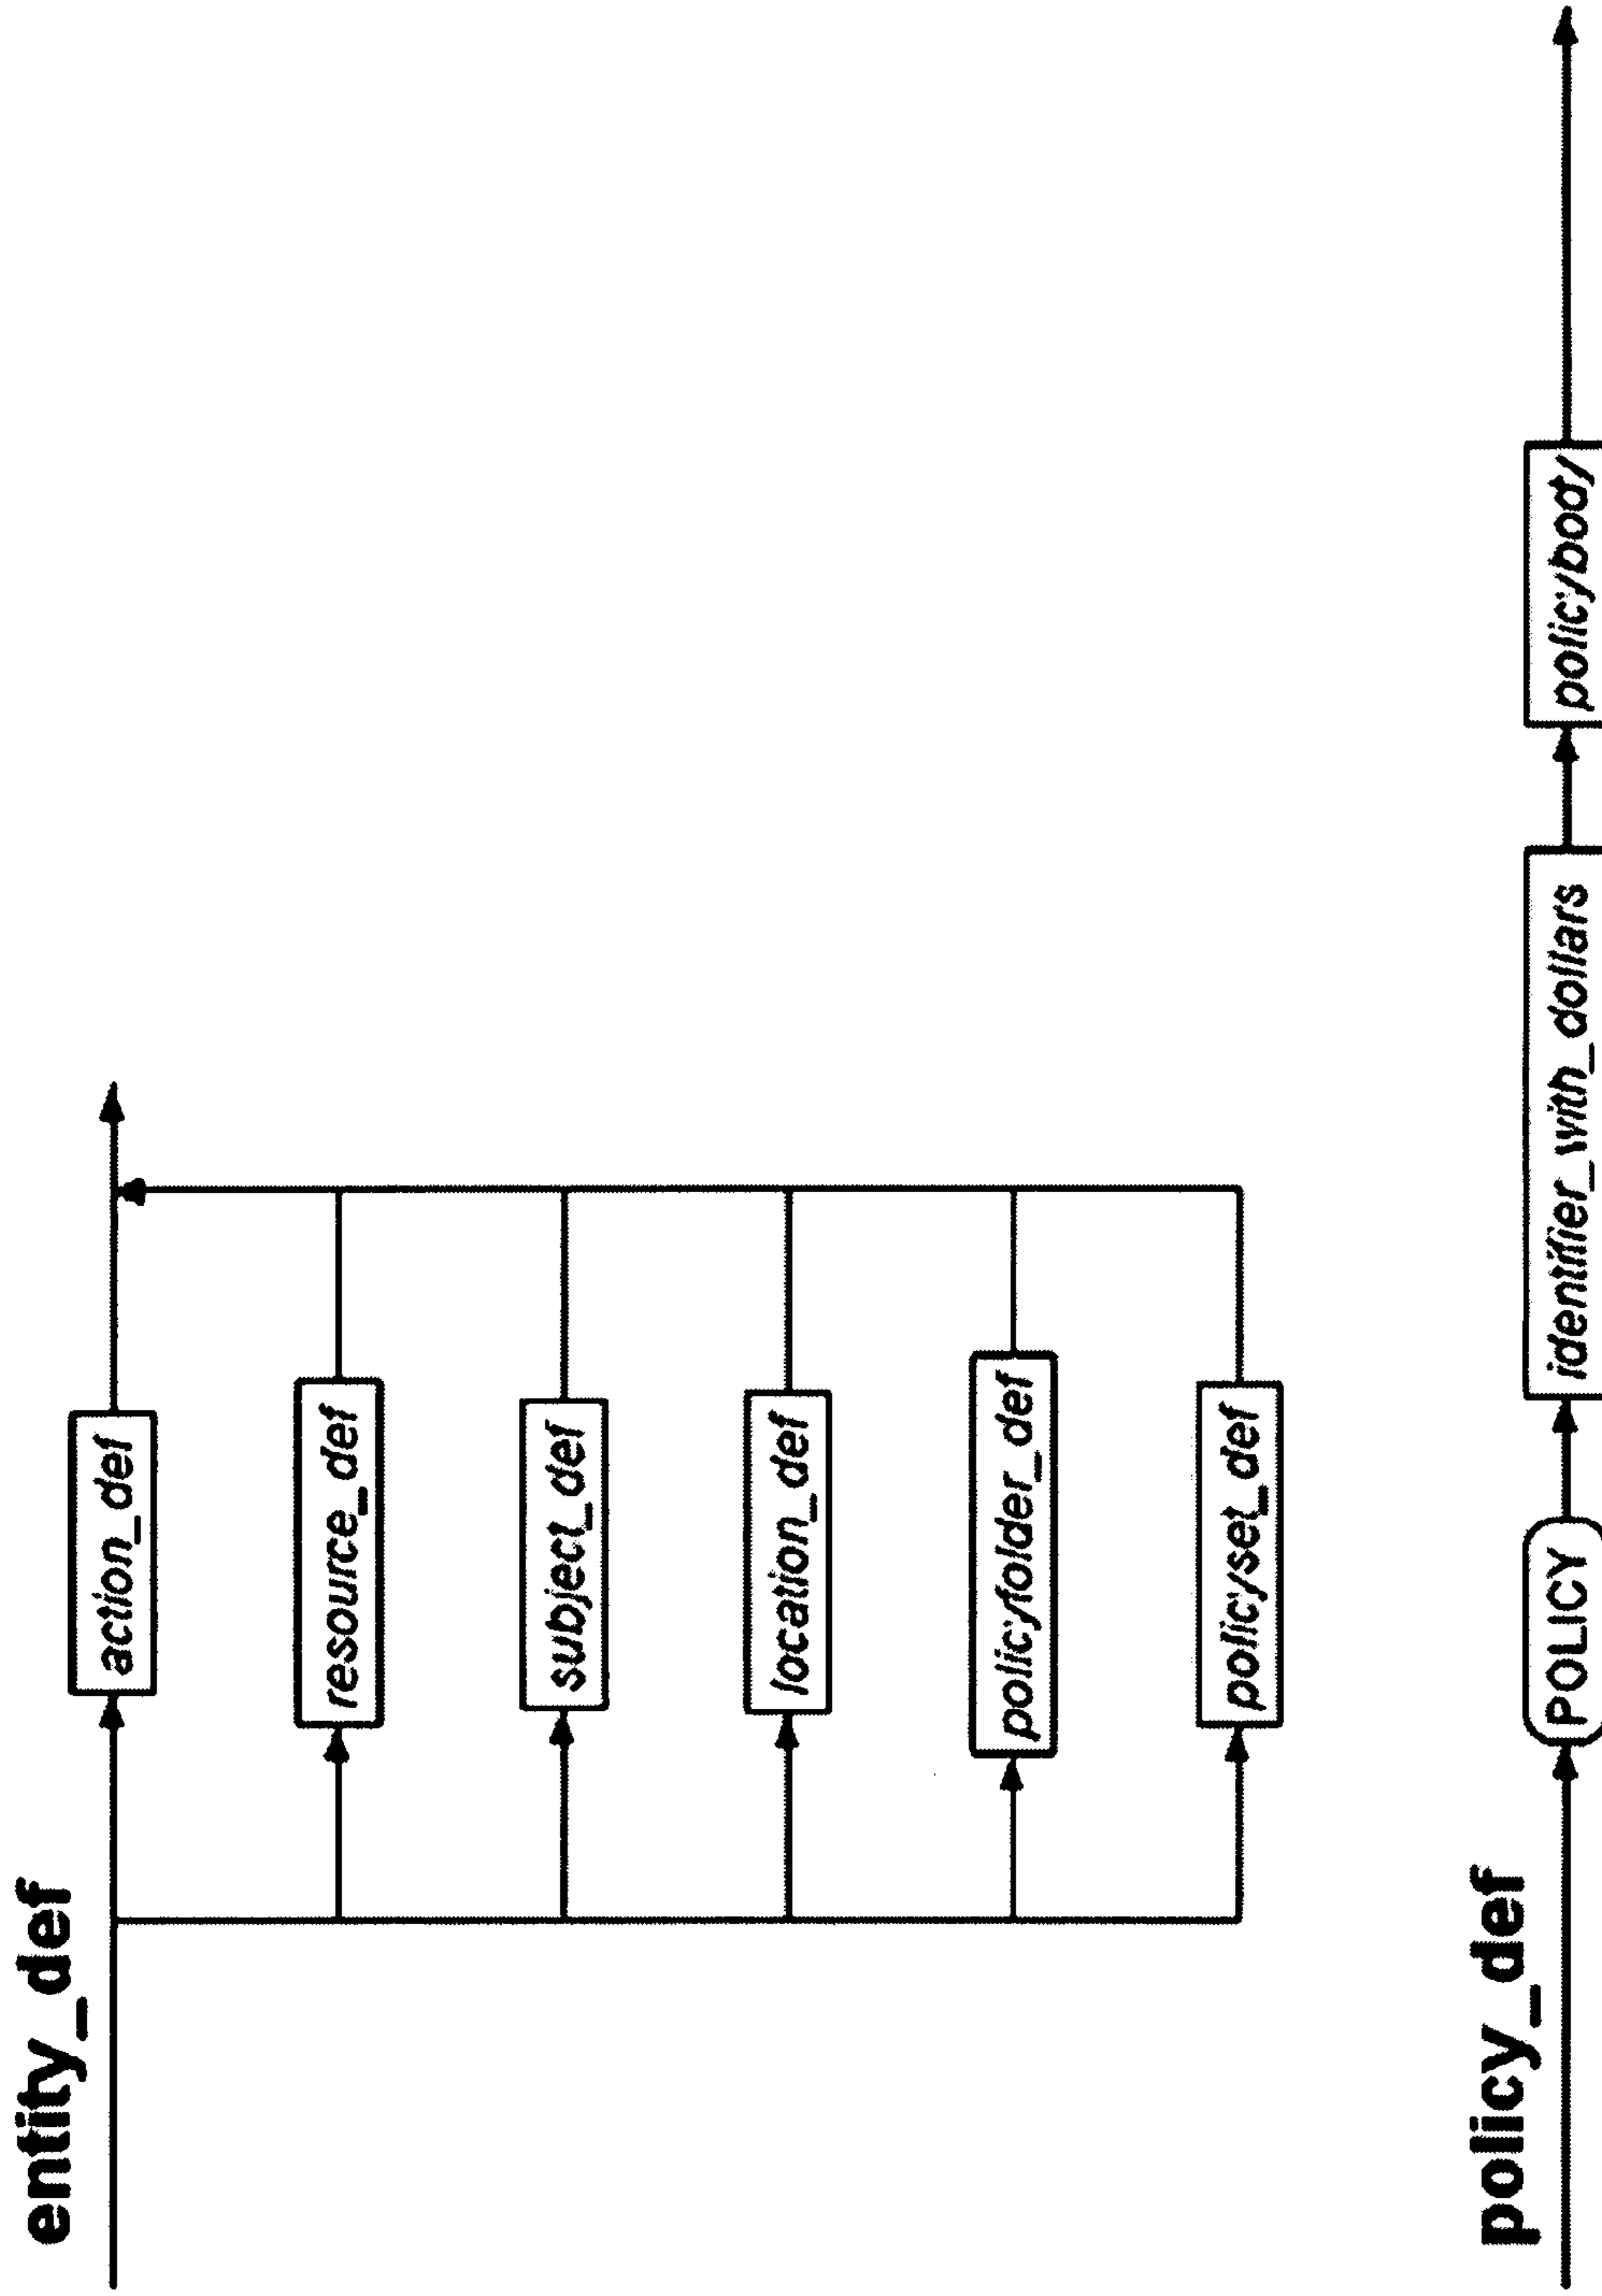 entity_def
action_def
resource_def
subject_def
location_def
policyfolder_def
policyset_def
policy_def
POLICY
identifier_with_dollars
policybody